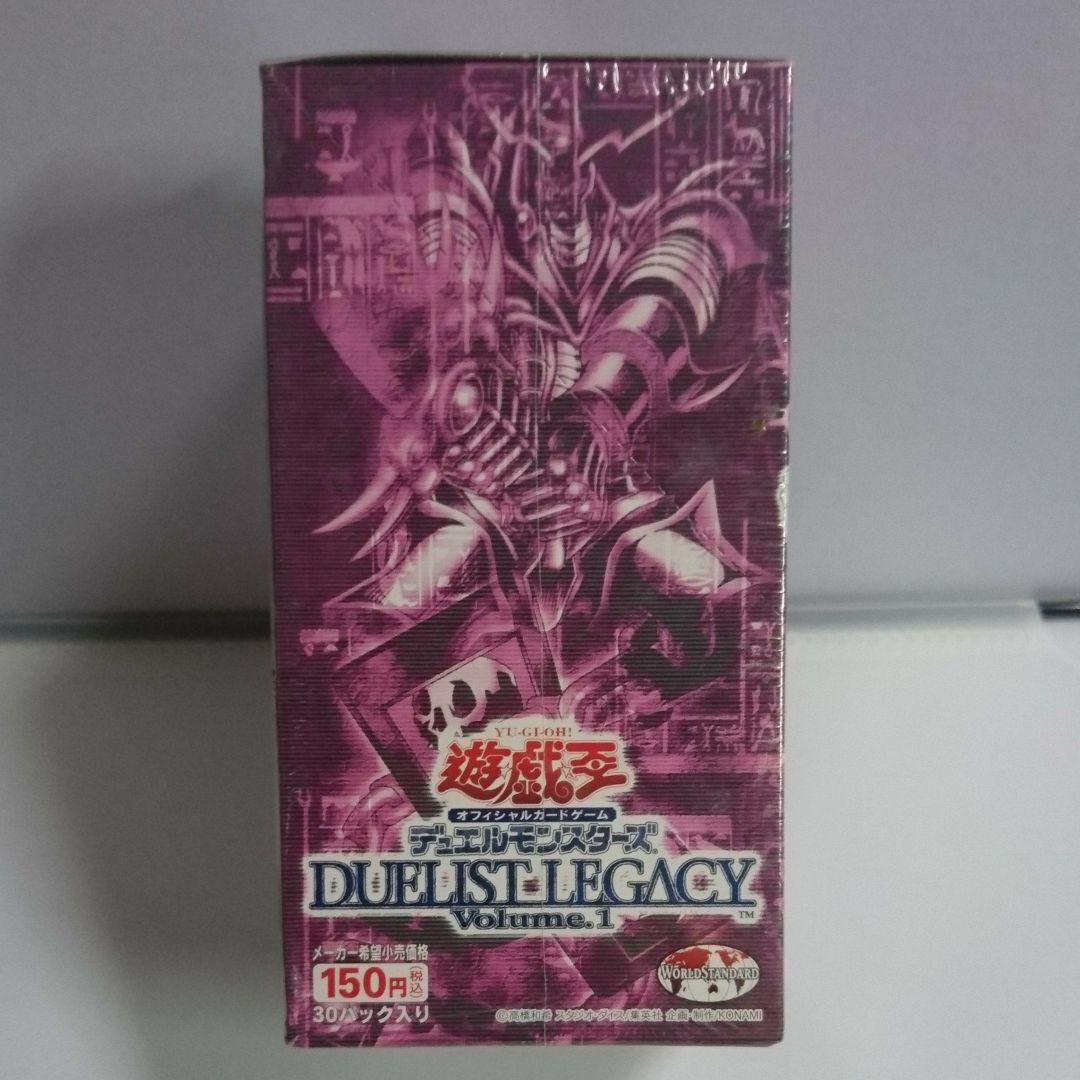 YU-GI-OH!
遊戯王
オフィシャルカードゲーム
デュエルモンスターズ
DUELIST LEGACY™
Volume.1
メーカー希望小売価格
150円(税込)
30パック入り
WORLD STANDARD
©高橋和希 スタジオ・ダイス/集英社 企画・制作/KONAMI